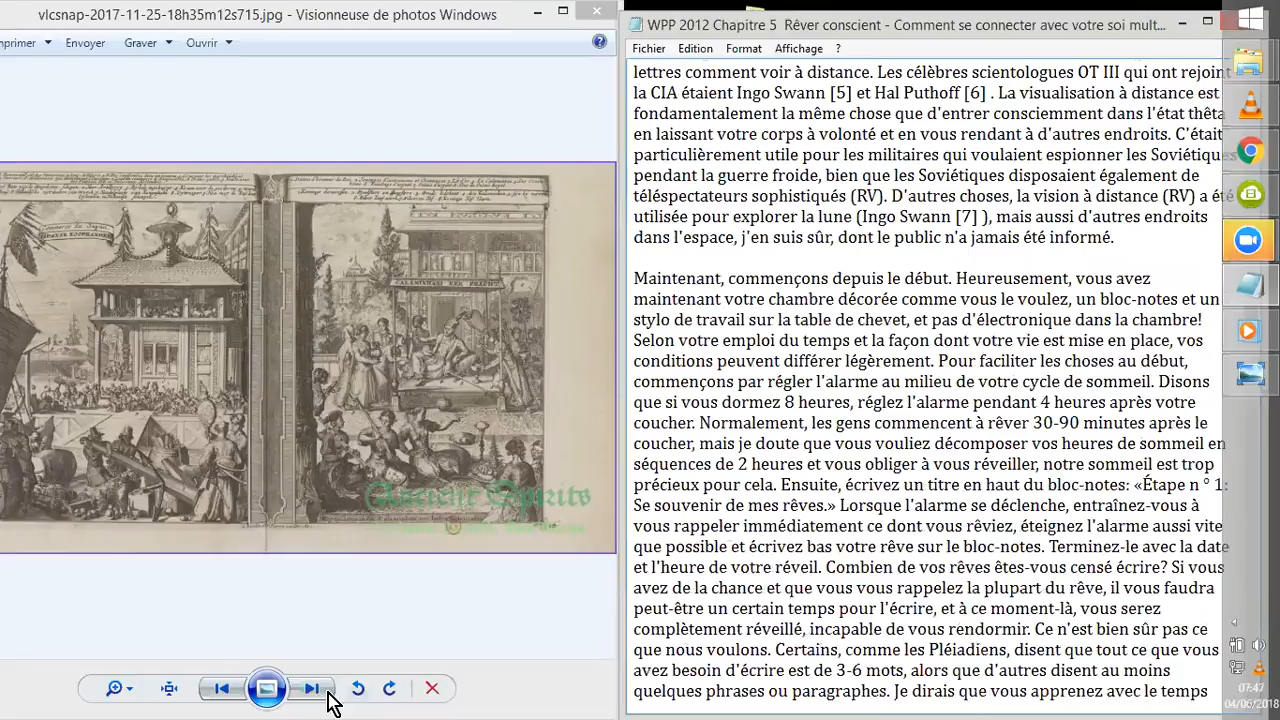 vlcsnap-2017-11-25-18h35m12s715.jpg - Visionneuse de photos Windows
primer Envoyer Graver Ouvrir
CALAMINHAM EER PRACHT
Ancient Spirits
WPP 2012 Chapitre 5 Rêver conscient - Comment se connecter avec votre soi mult...
Fichier Edition Format Affichage ?
lettres comment voir à distance. Les célèbres scientologues OT III qui ont rejoint
la CIA étaient Ingo Swann [5] et Hal Puthoff [6] . La visualisation à distance est
fondamentalement la même chose que d'entrer consciemment dans l'état thêta
en laissant votre corps à volonté et en vous rendant à d'autres endroits. C'était
particulièrement utile pour les militaires qui voulaient espionner les Soviétiques
pendant la guerre froide, bien que les Soviétiques disposaient également de
téléspectateurs sophistiqués (RV). D'autres choses, la vision à distance (RV) a été
utilisée pour explorer la lune (Ingo Swann [7] ), mais aussi d'autres endroits
dans l'espace, j'en suis sûr, dont le public n'a jamais été informé.
Maintenant, commençons depuis le début. Heureusement, vous avez
maintenant votre chambre décorée comme vous le voulez, un bloc-notes et un
stylo de travail sur la table de chevet, et pas d'électronique dans la chambre!
Selon votre emploi du temps et la façon dont votre vie est mise en place, vos
conditions peuvent différer légèrement. Pour faciliter les choses au début,
commençons par régler l'alarme au milieu de votre cycle de sommeil. Disons
que si vous dormez 8 heures, réglez l'alarme pendant 4 heures après votre
coucher. Normalement, les gens commencent à rêver 30-90 minutes après le
coucher, mais je doute que vous vouliez décomposer vos heures de sommeil en
séquences de 2 heures et vous obliger à vous réveiller, notre sommeil est trop
précieux pour cela. Ensuite, écrivez un titre en haut du bloc-notes: «Étape n ° 1:
Se souvenir de mes rêves.» Lorsque l'alarme se déclenche, entraînez-vous à
vous rappeler immédiatement ce dont vous rêviez, éteignez l'alarme aussi vite
que possible et écrivez bas votre rêve sur le bloc-notes. Terminez-le avec la date
et l'heure de votre réveil. Combien de vos rêves êtes-vous censé écrire? Si vous
avez de la chance et que vous vous rappelez la plupart du rêve, il vous faudra
peut-être un certain temps pour l'écrire, et à ce moment-là, vous serez
complètement réveillé, incapable de vous rendormir. Ce n'est bien sûr pas ce
que nous voulons. Certains, comme les Pléiadiens, disent que tout ce que vous
avez besoin d'écrire est de 3-6 mots, alors que d'autres disent au moins
quelques phrases ou paragraphes. Je dirais que vous apprenez avec le temps
07:47
04/06/2018